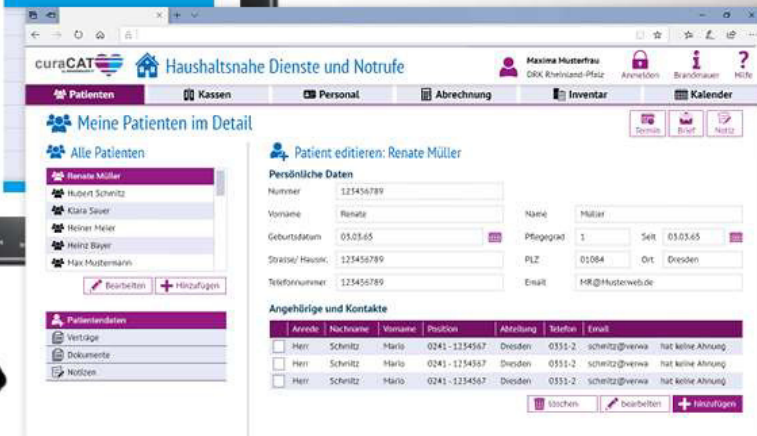 curaCAT
Haushaltsnahe Dienste und Notrufe
Maxima Musterfrau
DRK Rheinland-Pfalz
Anmelden
Brandmauer
Hilfe
Patienten
Kassen
Personal
Abrechnung
Inventar
Kalender
Meine Patienten im Detail
Termin
Brief
Notiz
Alle Patienten
Renate Müller
Hubert Schmitz
Klara Sauer
Heiner Meier
Heinz Bayer
Max Mustermann
Bearbeiten
Hinzufügen
Patientendaten
Verträge
Dokumente
Notizen
Patient editieren: Renate Müller
Persönliche Daten
Nummer 123456789
Vorname Renate Name Müller
Geburtsdatum 03.03.65 Pflegegrad 1 Seit 03.03.65
Strasse/ Hausnr. 123456789 PLZ 01084 Ort Dresden
Telefonnummer 123456789 Email MR@Musterweb.de
Angehörige und Kontakte
Anrede Nachname Vorname Position Abteilung Telefon Email
Herr Schmitz Mario 0241 - 1234567 Dresden 0351-2 schmitz@verwa hat keine Ahnung
Herr Schmitz Mario 0241 - 1234567 Dresden 0351-2 schmitz@verwa hat keine Ahnung
Herr Schmitz Mario 0241 - 1234567 Dresden 0351-2 schmitz@verwa hat keine Ahnung
löschen bearbeiten hinzufügen